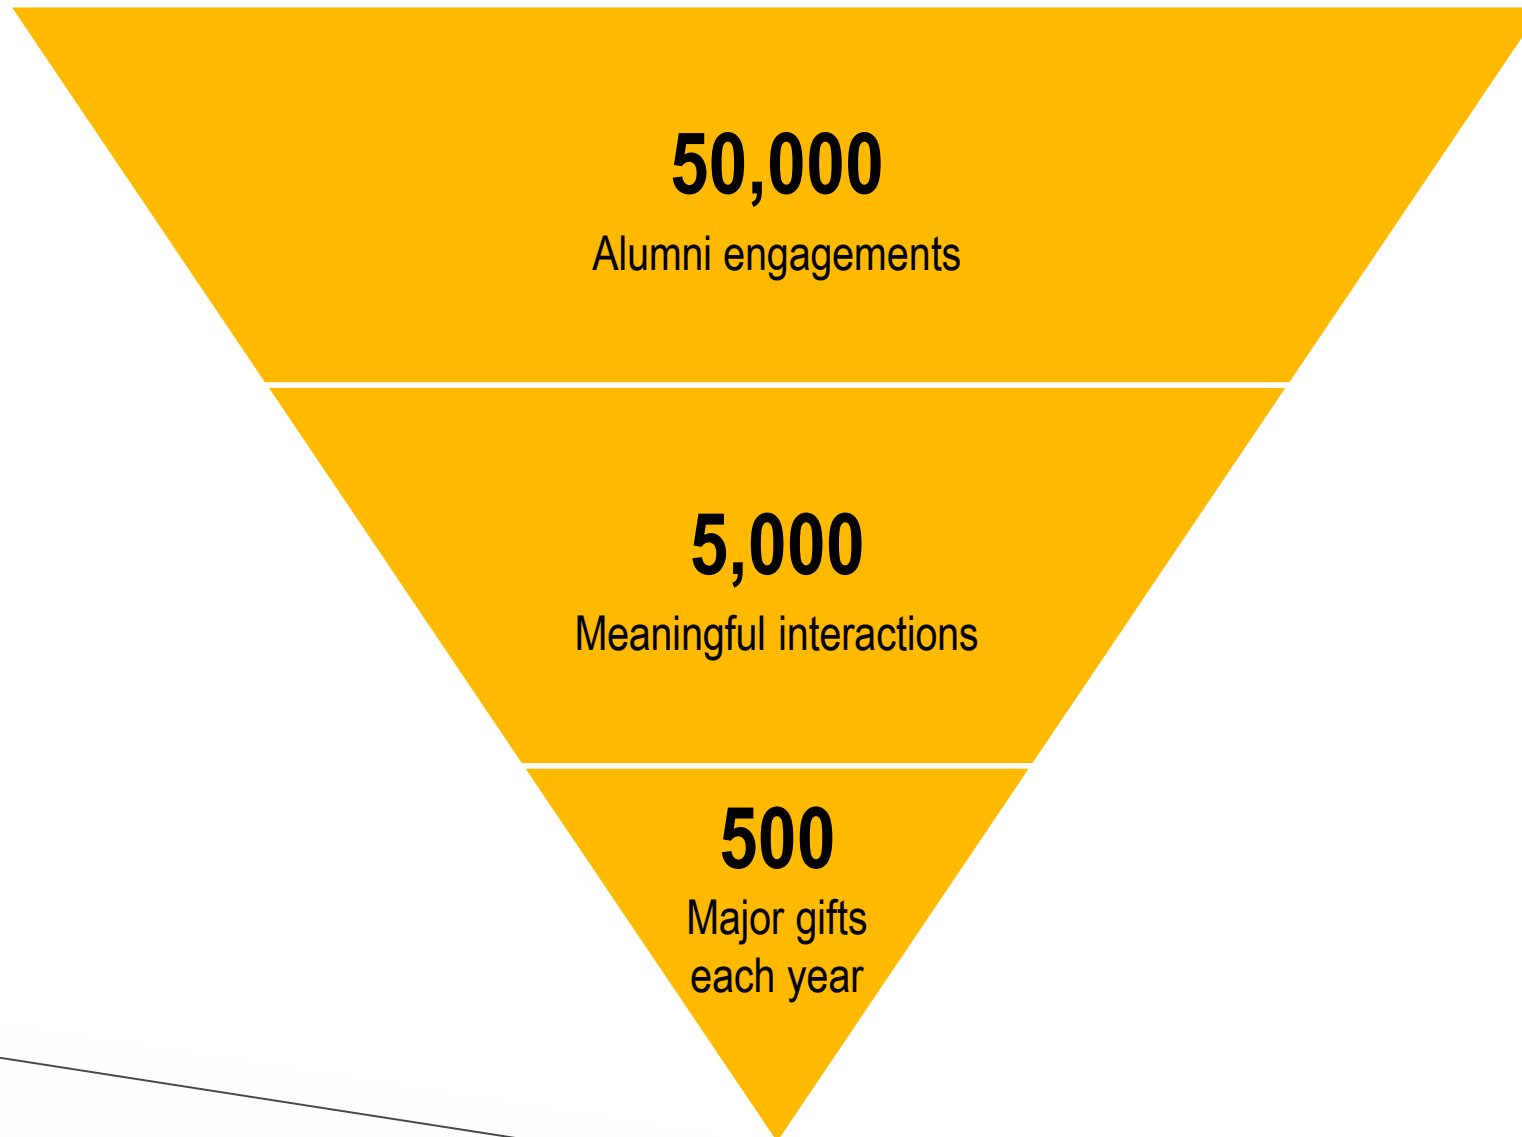 50,000
Alumni engagements
5,000
Meaningful interactions
500
Major gifts
each year